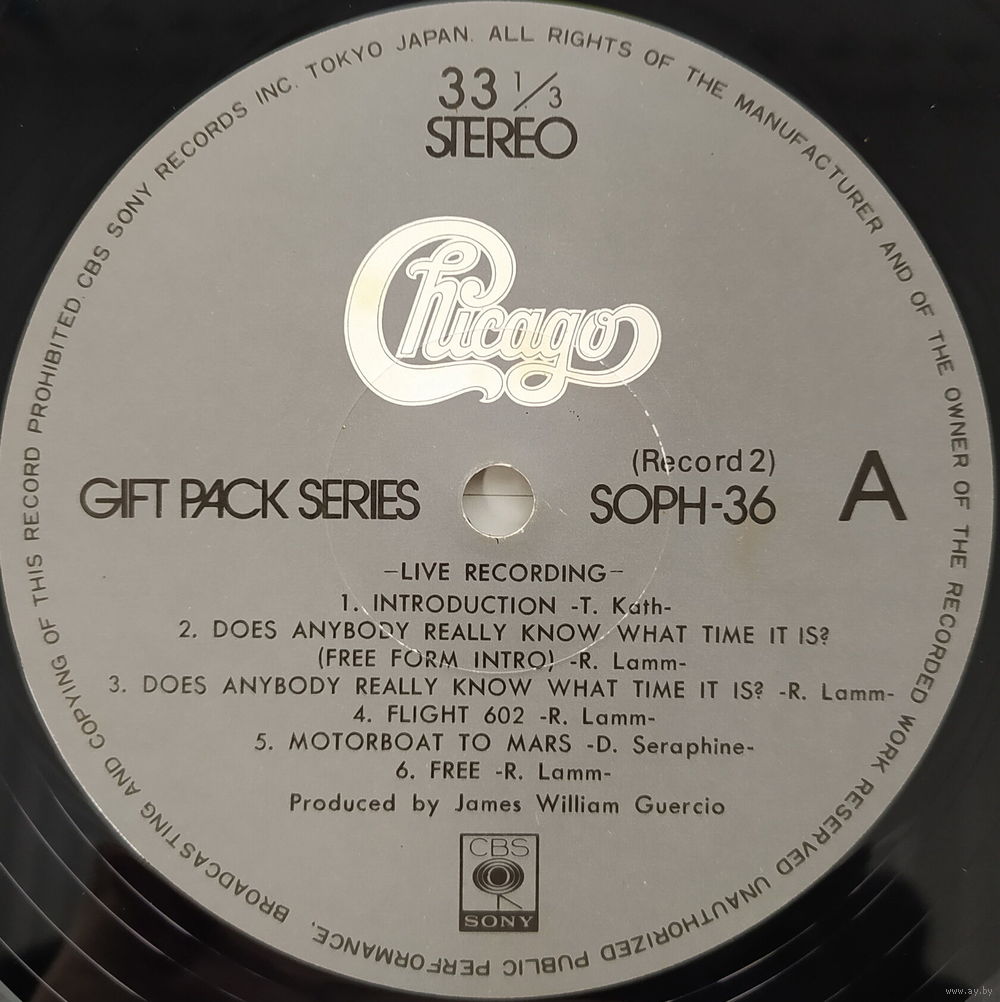 CBS SONY RECORDS INC. TOKYO JAPAN. ALL RIGHTS OF THE MANUFACTURER AND OF THE OWNER OF THE RECORDED WORK RESERVED UNAUTHORIZED PUBLIC PERFORMANCE, BROADCASTING AND COPYING OF THIS RECORD PROHIBITED.
33 1/3
STEREO
Chicago
(Record 2)
GIFT PACK SERIES SOPH-36 A
-LIVE RECORDING-
1. INTRODUCTION -T. Kath-
2. DOES ANYBODY REALLY KNOW WHAT TIME IT IS?
(FREE FORM INTRO) -R. Lamm-
3. DOES ANYBODY REALLY KNOW WHAT TIME IT IS? -R. Lamm-
4. FLIGHT 602 -R. Lamm-
5. MOTORBOAT TO MARS -D. Seraphine-
6. FREE -R. Lamm-
Produced by James William Guercio
CBS
SONY
www.ay.by